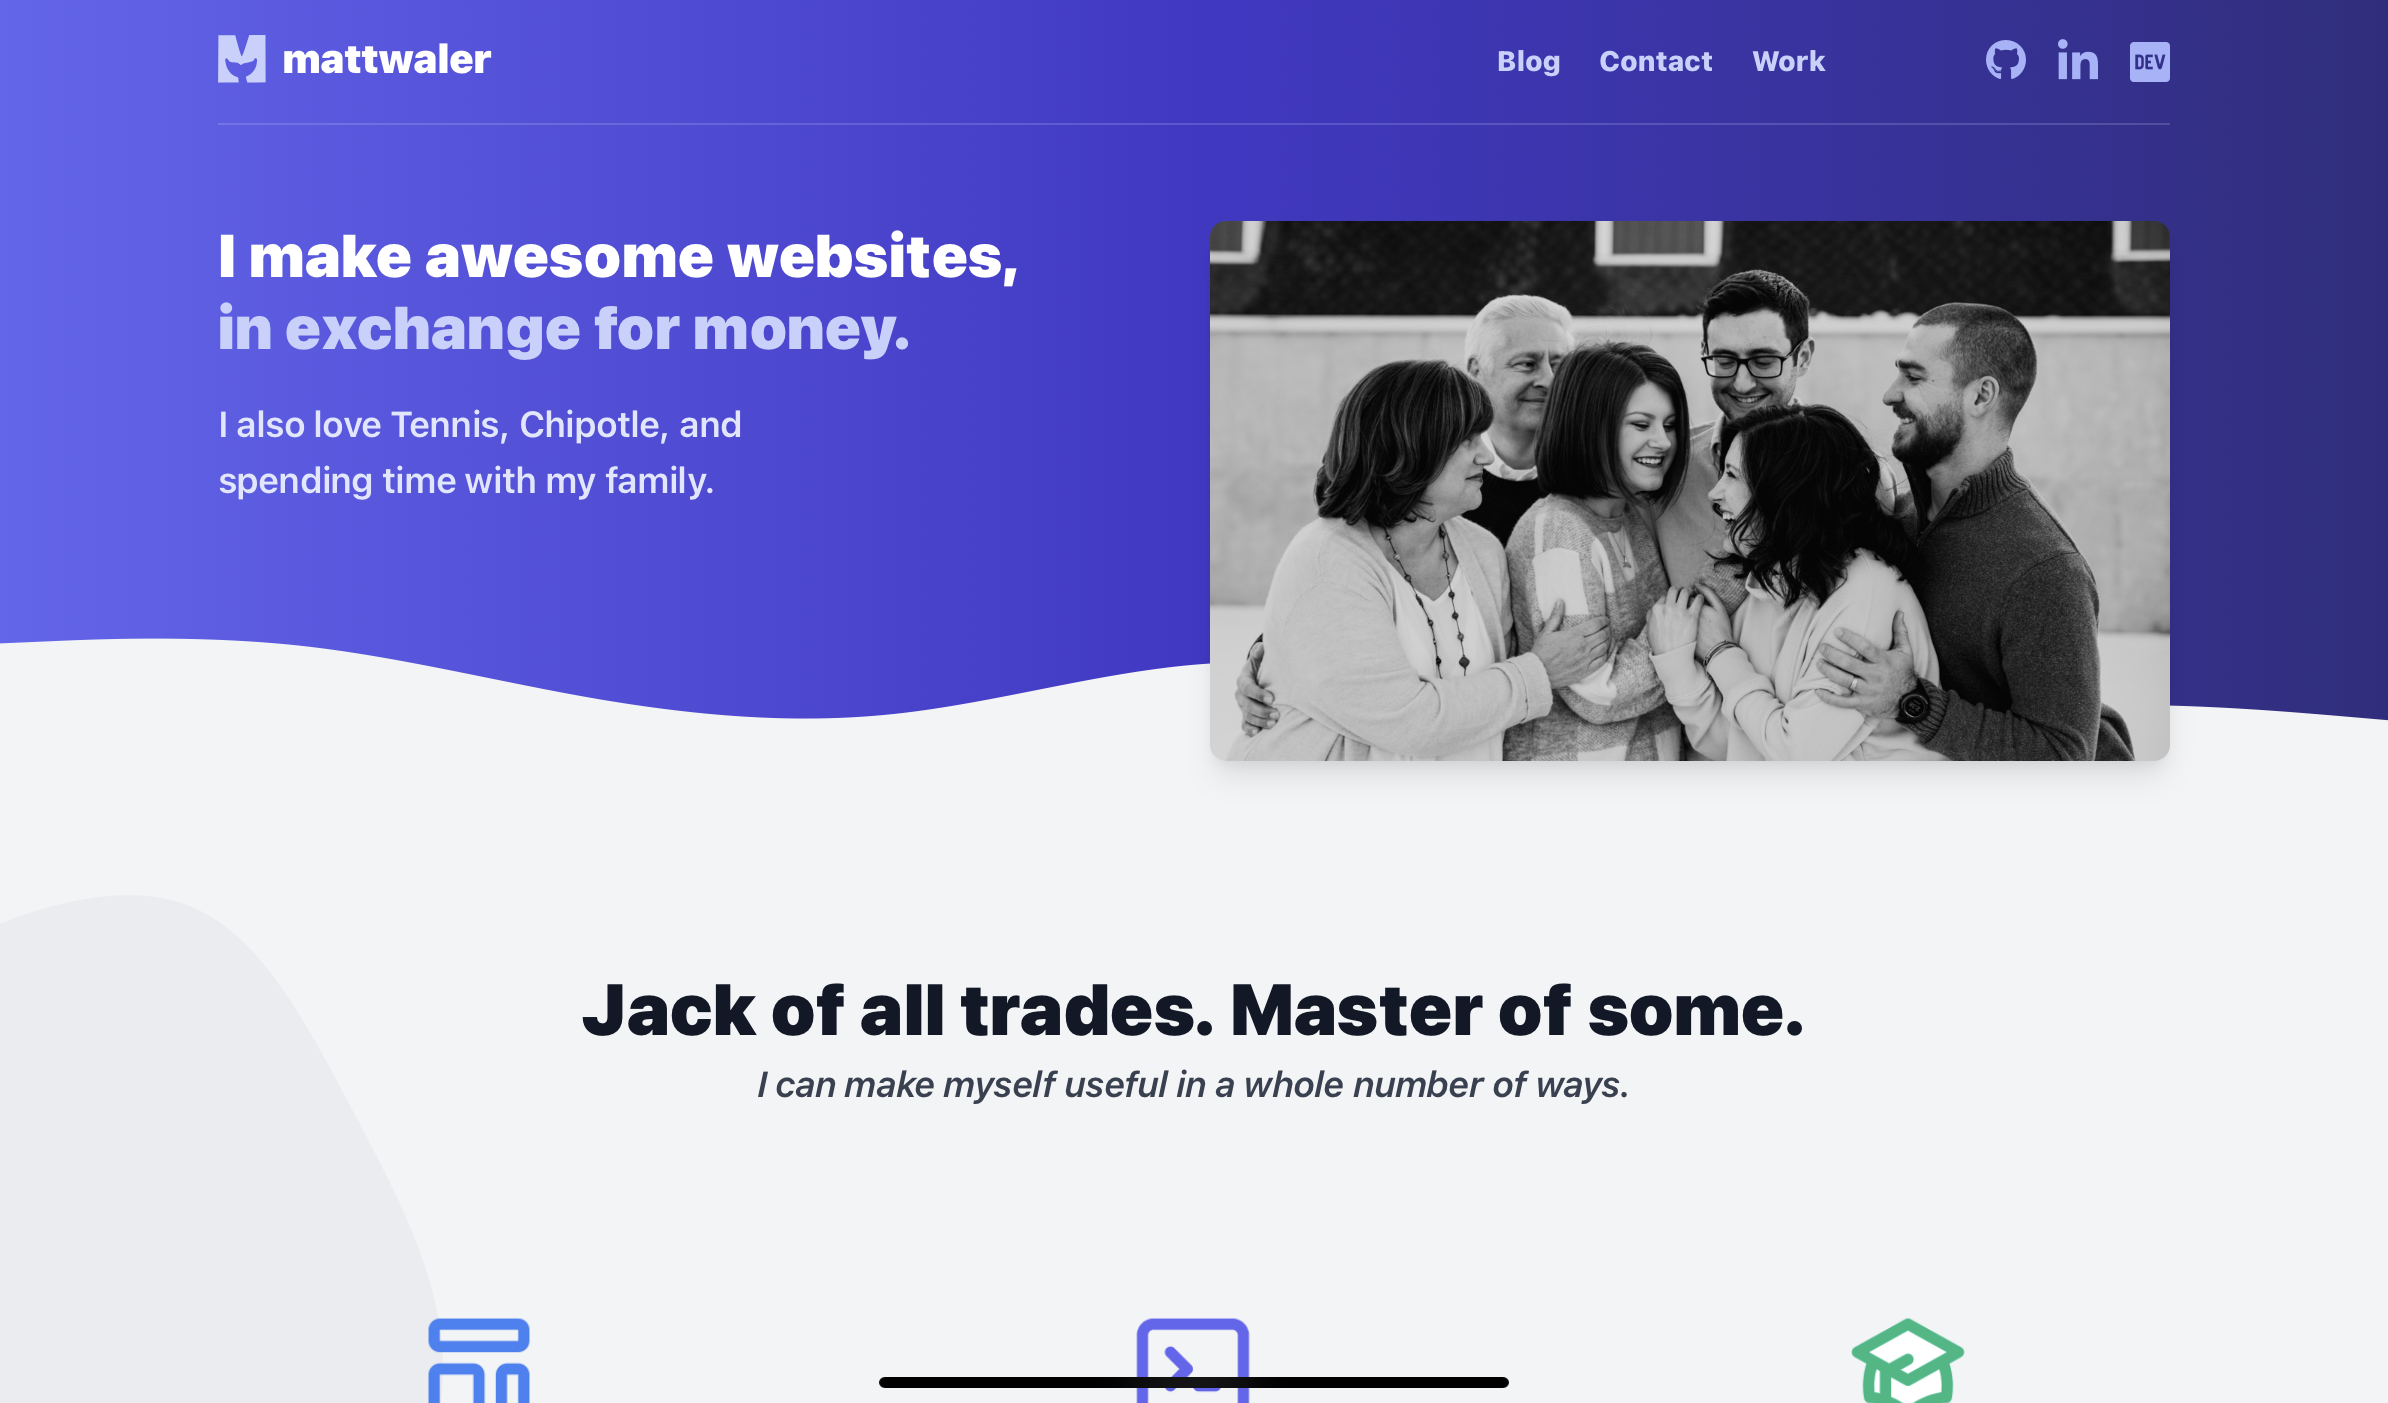 mattwaler
Blog Contact Work
DEV
I make awesome websites,
in exchange for money.
I also love Tennis, Chipotle, and
spending time with my family.
Jack of all trades. Master of some.
I can make myself useful in a whole number of ways.